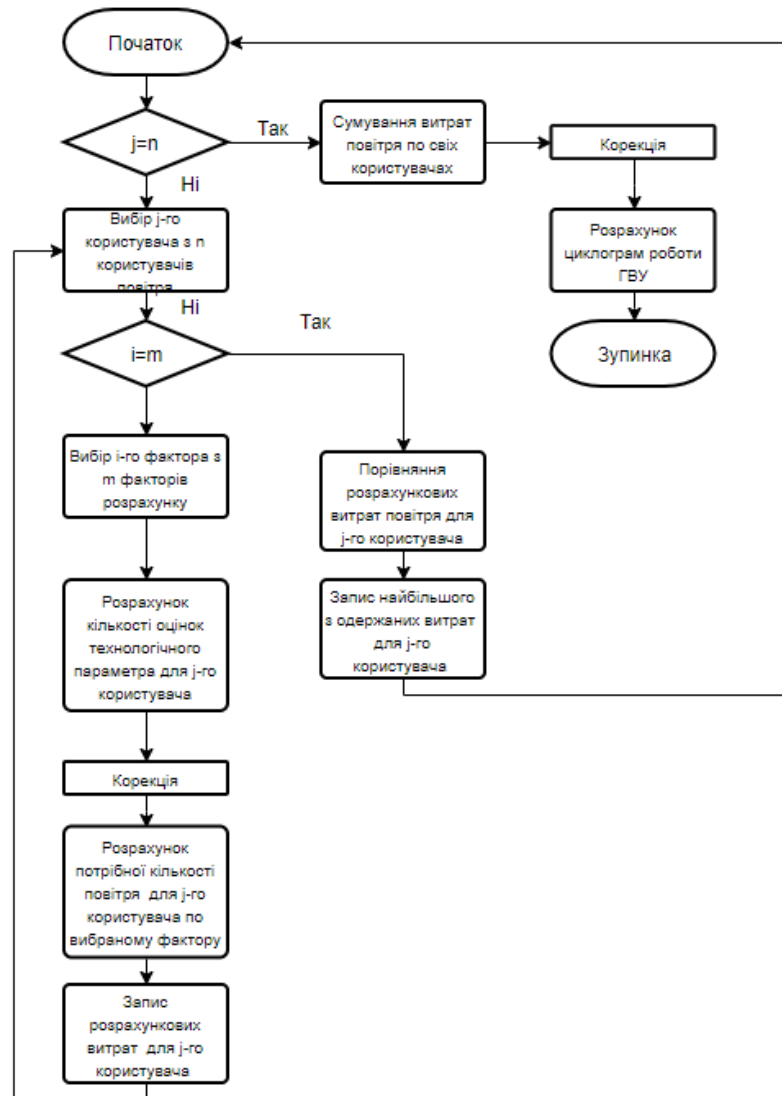 Початок
j=n
Так
Сумування витрат
повітря по свіх
користувачах
Корекція
Ні
Вибір j-го
користувача з n
користувачів
повітря
Розрахунок
циклограм роботи
ГВУ
Ні
Так
i=m
Зупинка
Вибір i-го фактора з
m факторів
розрахунку
Порівняння
розрахункових
витрат повітря для
j-го користувача
Розрахунок
кількості оцінок
технологічного
параметра для j-го
користувача
Запис найбільшого
з одержаних витрат
для j-го
користувача
Корекція
Розрахунок
потрібної кількості
повітря для j-го
користувача по
вибраному фактору
Запис
розрахункових
витрат для j-го
користувача